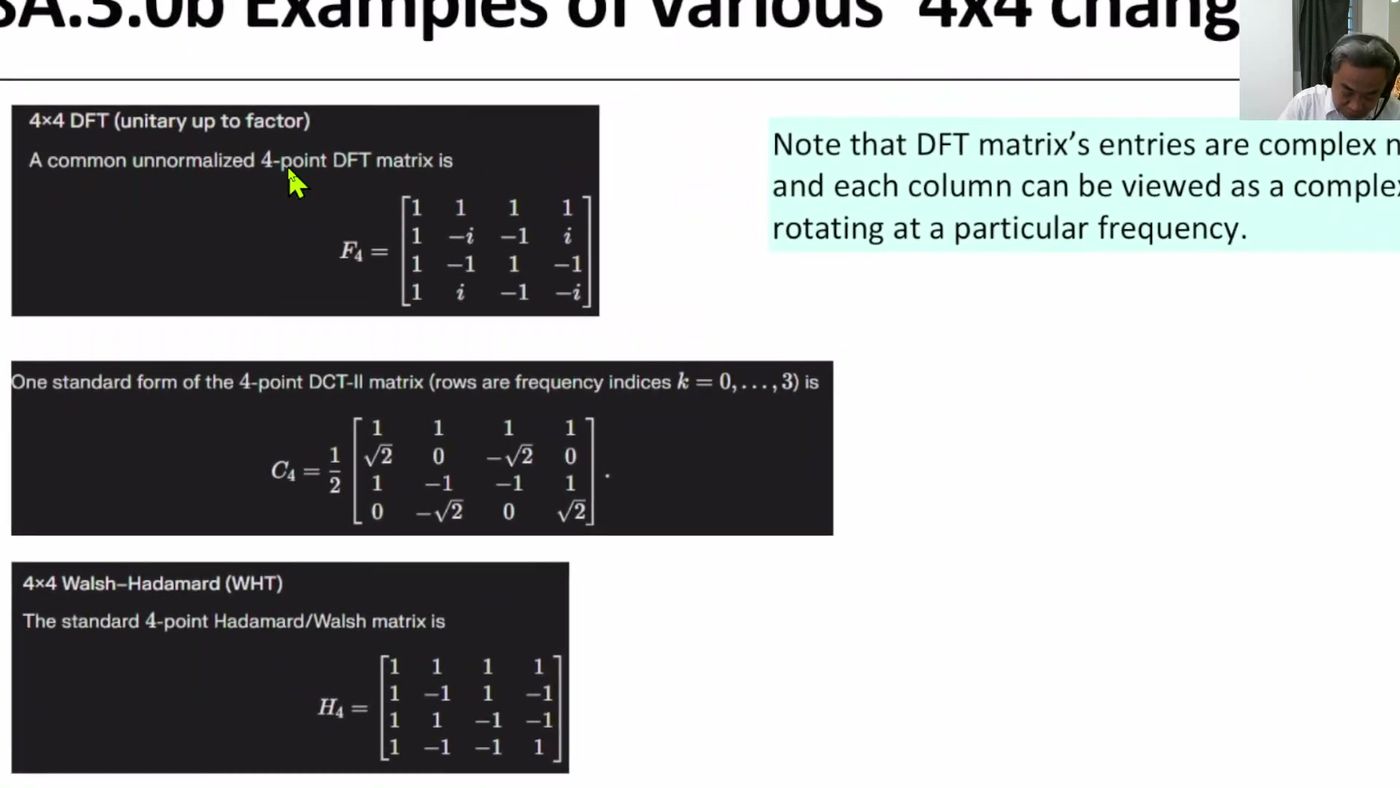 SA.3.0b Examples of various 4x4 chang
4×4 DFT (unitary up to factor)
A common unnormalized 4-point DFT matrix is
F₄ = [1 1 1 1
1 −i −1 i
1 −1 1 −1
1 i −1 −i]
Note that DFT matrix's entries are complex n
and each column can be viewed as a complex
rotating at a particular frequency.
One standard form of the 4-point DCT-II matrix (rows are frequency indices k = 0, . . . , 3) is
C₄ = 1/2 [1 1 1 1
√2 0 −√2 0
1 −1 −1 1
0 −√2 0 √2] .
4×4 Walsh–Hadamard (WHT)
The standard 4-point Hadamard/Walsh matrix is
H₄ = [1 1 1 1
1 −1 1 −1
1 1 −1 −1
1 −1 −1 1]